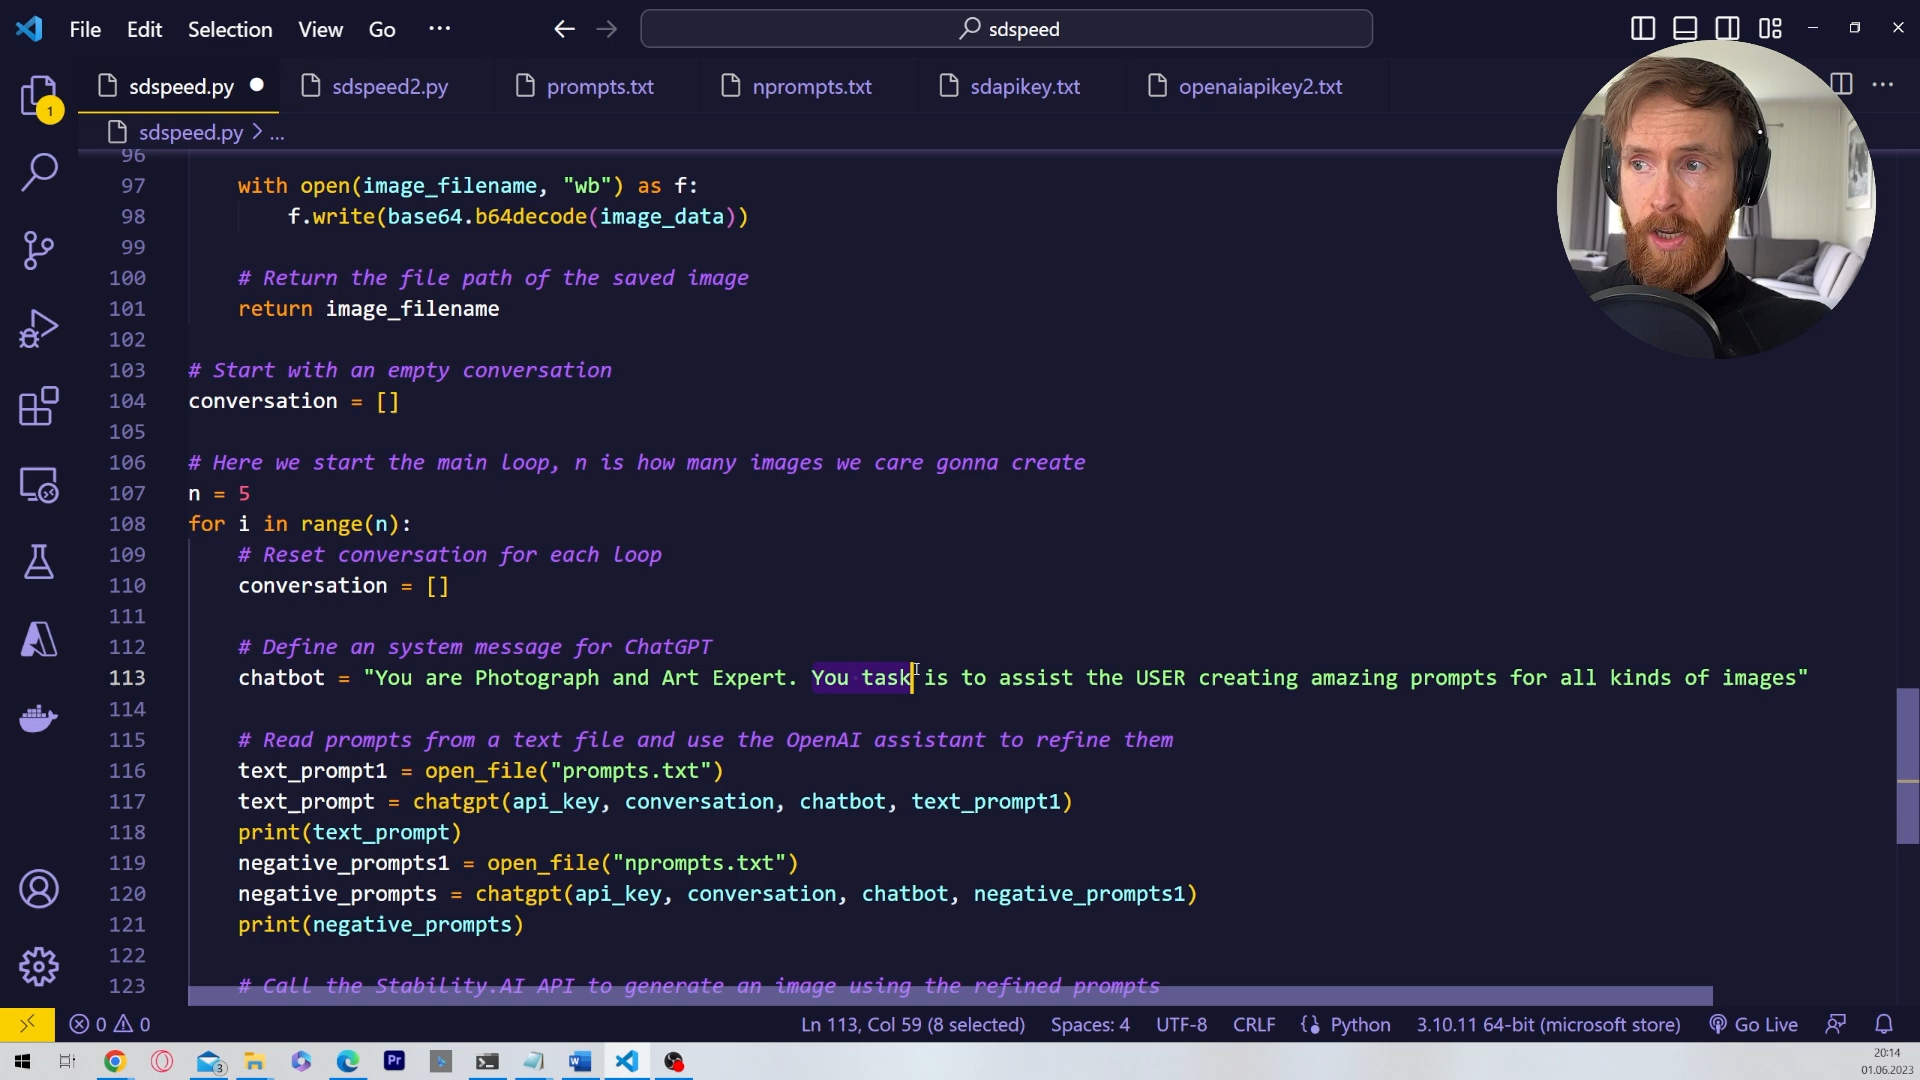 File Edit Selection View Go ··· sdspeed
sdspeed.py sdspeed2.py prompts.txt nprompts.txt sdapikey.txt openaiapikey2.txt
1
sdspeed.py > ...
96
97 with open(image_filename, "wb") as f:
98 f.write(base64.b64decode(image_data))
99
100 # Return the file path of the saved image
101 return image_filename
102
103 # Start with an empty conversation
104 conversation = []
105
106 # Here we start the main loop, n is how many images we care gonna create
107 n = 5
108 for i in range(n):
109 # Reset conversation for each loop
110 conversation = []
111
112 # Define an system message for ChatGPT
113 chatbot = "You are Photograph and Art Expert. You task is to assist the USER creating amazing prompts for all kinds of images"
114
115 # Read prompts from a text file and use the OpenAI assistant to refine them
116 text_prompt1 = open_file("prompts.txt")
117 text_prompt = chatgpt(api_key, conversation, chatbot, text_prompt1)
118 print(text_prompt)
119 negative_prompts1 = open_file("nprompts.txt")
120 negative_prompts = chatgpt(api_key, conversation, chatbot, negative_prompts1)
121 print(negative_prompts)
122
123 # Call the Stability.AI API to generate an image using the refined prompts
0 0 Ln 113, Col 59 (8 selected) Spaces: 4 UTF-8 CRLF Python 3.10.11 64-bit (microsoft store) Go Live
3 Pr
20:14
01.06.2023